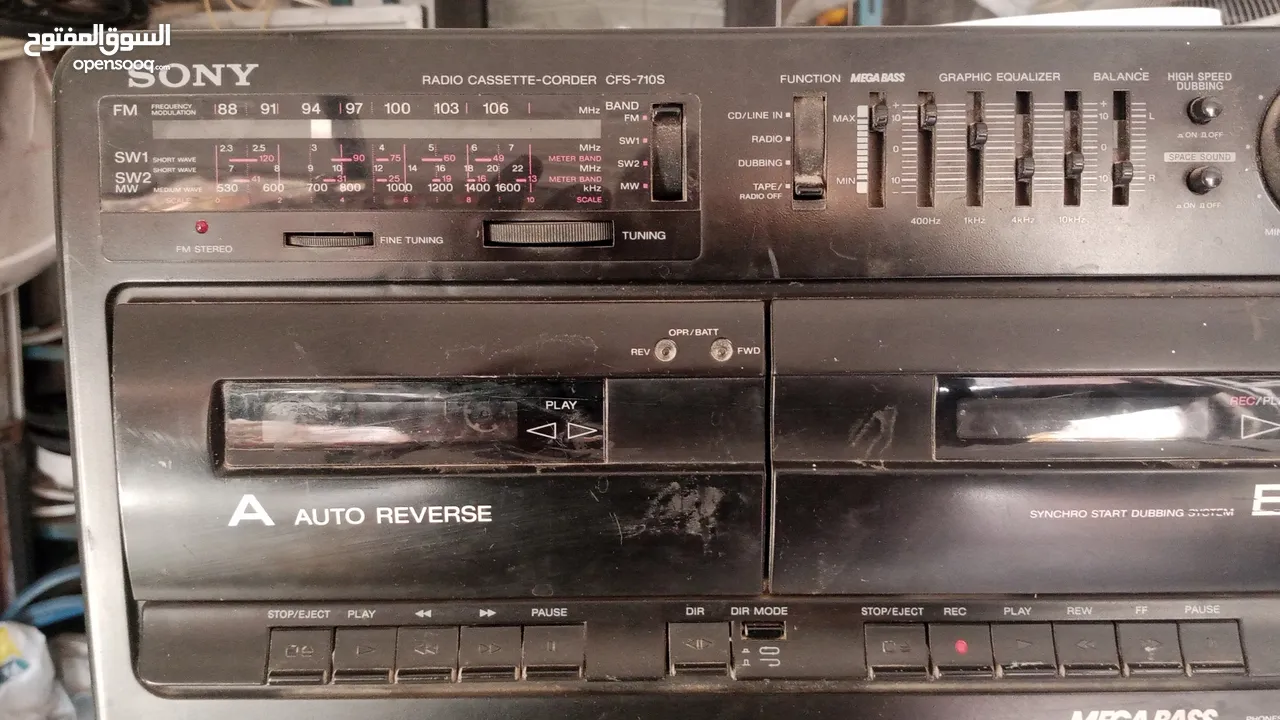 السوق المفتوح
opensooq.com
SONY
RADIO CASSETTE-CORDER CFS-710S
FUNCTION MEGA BASS GRAPHIC EQUALIZER BALANCE HIGH SPEED DUBBING
FM FREQUENCY MODULATION 88 91 94 97 100 103 106 MHz
BAND
FM
SW1
SW2
MW
2.3 2.5 3 4 5 6 7 MHz
SW1 SHORT WAVE 120 90 75 60 49 METER BAND
SW2 SHORT WAVE 7 8 9 10 12 14 16 18 20 22 MHz
41 31 25 19 16 13 METER BAND
MW MEDIUM WAVE 530 600 700 800 1000 1200 1400 1600 kHz
SCALE 0 2 4 6 8 10 SCALE
CD/LINE IN
RADIO
DUBBING
TAPE/
RADIO OFF
MAX
MIN
+
10
0
10
400Hz 1kHz 4kHz 10kHz
+
10
0
10
L
R
ON OFF
SPACE SOUND
ON OFF
MIN
FM STEREO
FINE TUNING
TUNING
OPR/BATT
REV FWD
PLAY
REC/PL
A AUTO REVERSE
SYNCHRO START DUBBING SYSTEM
STOP/EJECT PLAY PAUSE DIR DIR MODE STOP/EJECT REC PLAY REW FF PAUSE
MEGA BASS